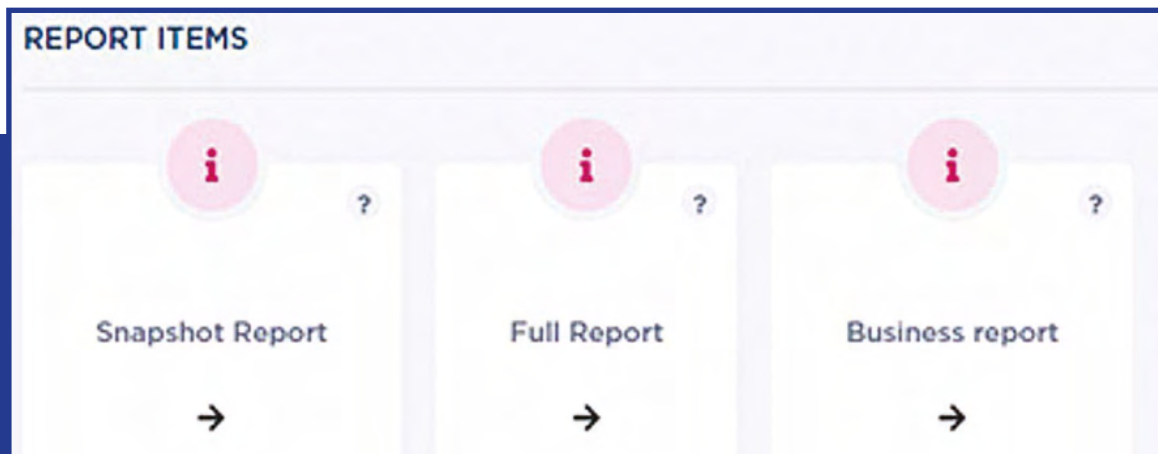 REPORT ITEMS
i i i
? ? ?
Snapshot Report Full Report Business report